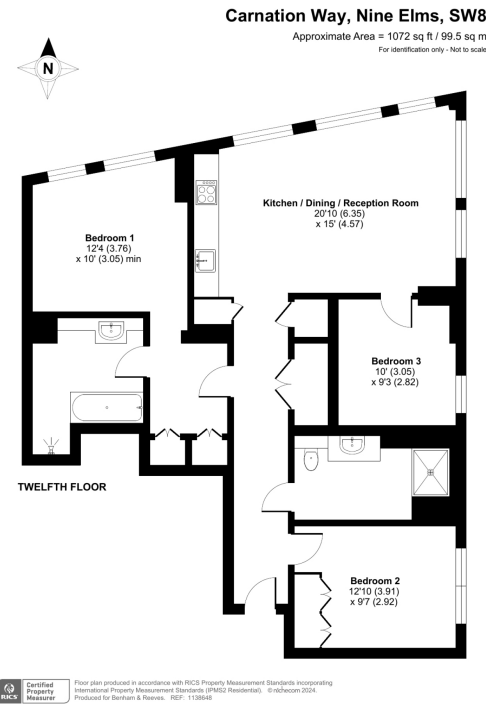 Carnation Way, Nine Elms, SW8
Approximate Area = 1072 sq ft / 99.5 sq m
For identification only - Not to scale
N
Kitchen / Dining / Reception Room
20'10 (6.35)
x 15' (4.57)
Bedroom 1
12'4 (3.76)
x 10' (3.05) min
Bedroom 3
10' (3.05)
x 9'3 (2.82)
TWELFTH FLOOR
Bedroom 2
12'10 (3.91)
x 9'7 (2.92)
RICS
Certified
Property
Measurer
Floor plan produced in accordance with RICS Property Measurement Standards incorporating
International Property Measurement Standards (IPMS2 Residential). © nichecom 2024.
Produced for Benham & Reeves. REF: 1138648